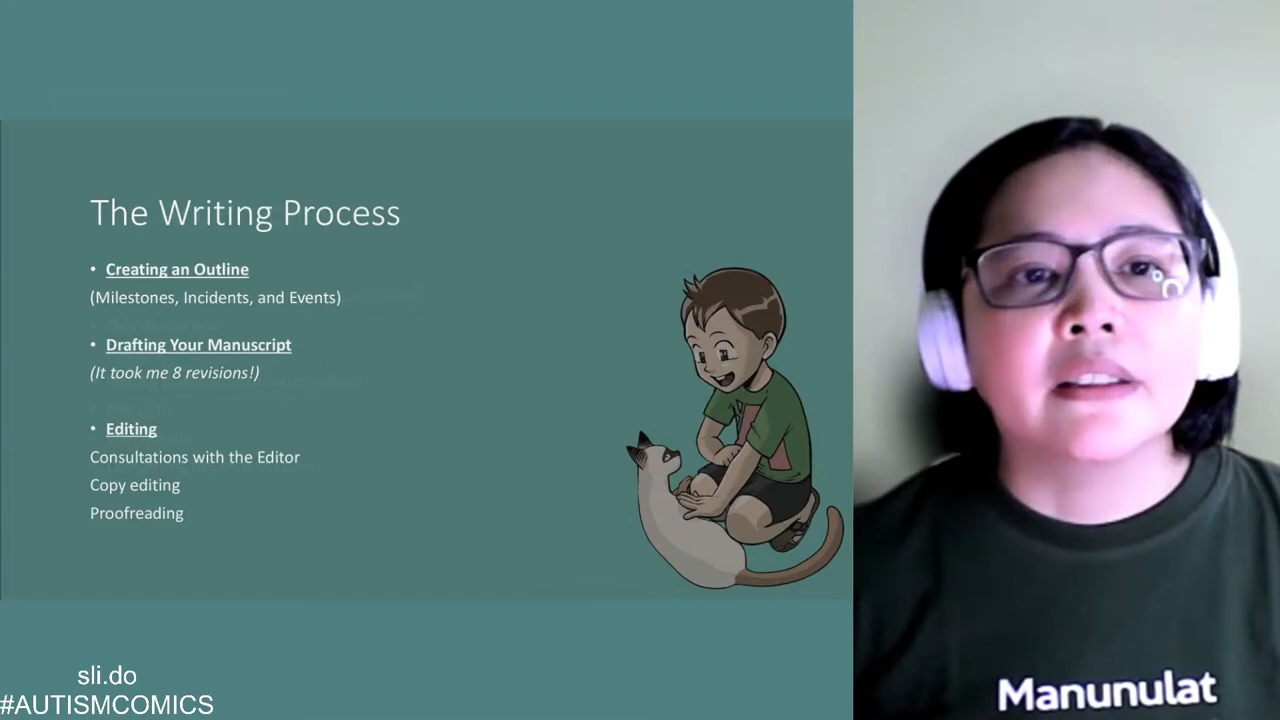 The Writing Process
• Creating an Outline
(Milestones, Incidents, and Events)
• Drafting Your Manuscript
(It took me 8 revisions!)
• Editing
Consultations with the Editor
Copy editing
Proofreading
sli.do
#AUTISMCOMICS
Manunulat